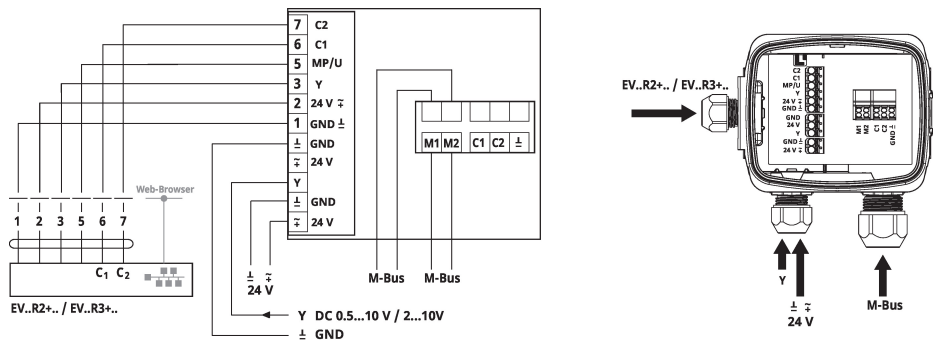 7 C2
6 C1
5 MP/U
3 Y
2 24 V ⩱
1 GND ⏊
⏊ GND
⩱ 24 V
Y
⏊ GND
⩱ 24 V
M1 M2 C1 C2 ⏊
Web-Browser
1 2 3 5 6 7
C1 C2
EV..R2+.. / EV..R3+..
⏊ ⩱
24 V
M-Bus M-Bus
Y DC 0.5...10 V / 2...10V
⏊ GND
EV..R2+.. / EV..R3+..
C2
C1
MP/U
Y
24 V ⩱
GND ⏊
GND
24 V
Y
GND ⏊
24 V ⩱
M1
M2
C1
C2
GND ⏊
Y
⏊ ⩱
24 V
M-Bus